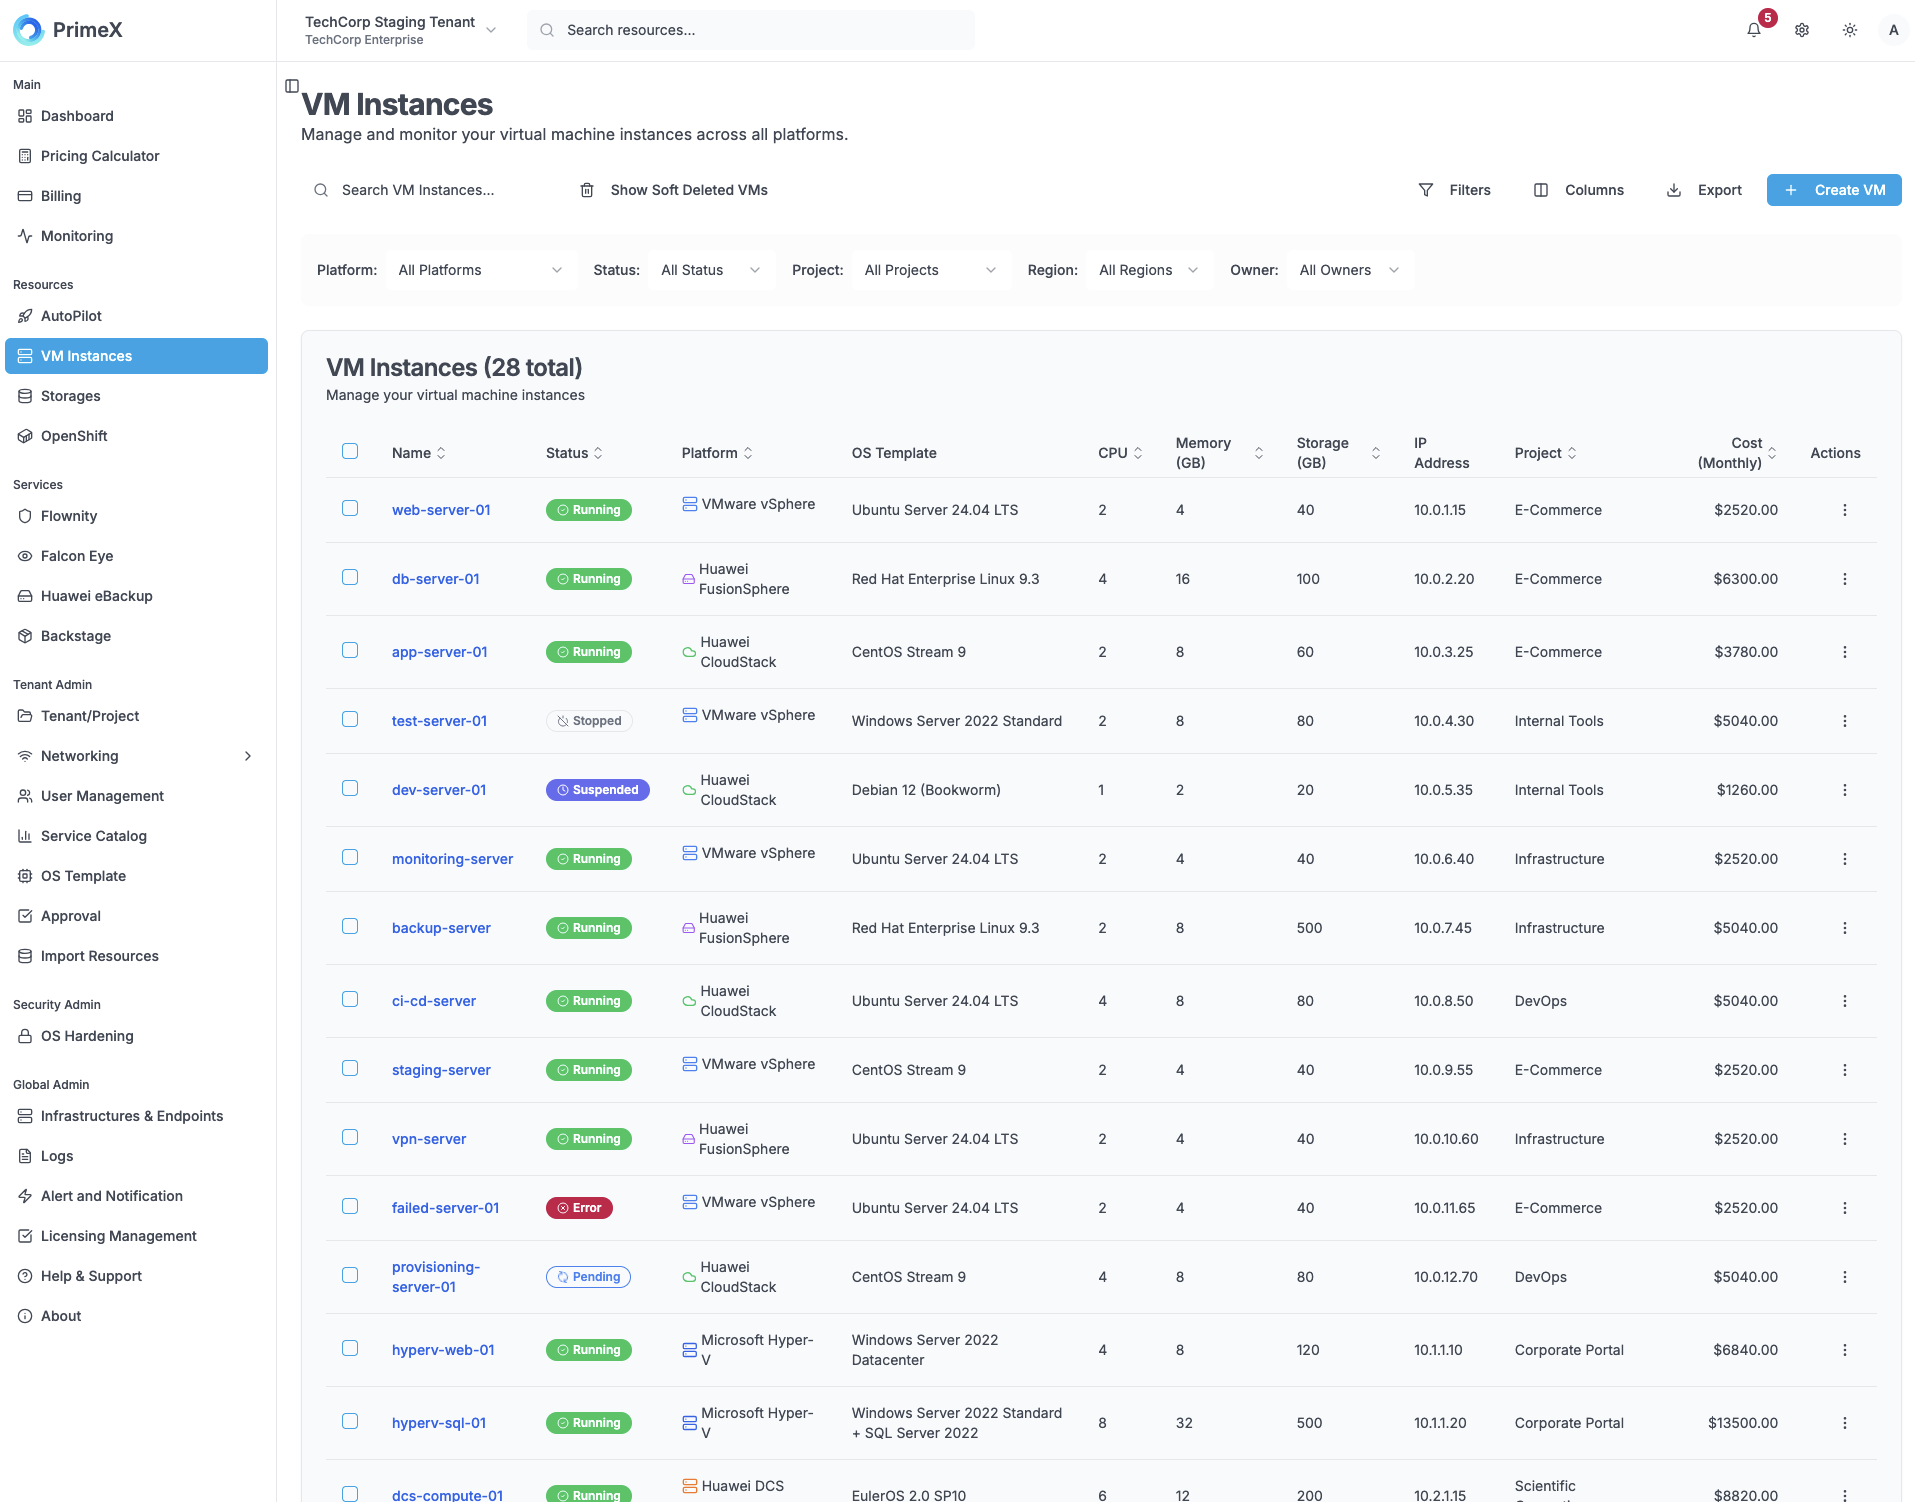 PrimeX
TechCorp Staging Tenant
TechCorp Enterprise
Search resources...
5
A
Main
Dashboard
Pricing Calculator
Billing
Monitoring
Resources
AutoPilot
VM Instances
Storages
OpenShift
Services
Flownity
Falcon Eye
Huawei eBackup
Backstage
Tenant Admin
Tenant/Project
Networking
User Management
Service Catalog
OS Template
Approval
Import Resources
Security Admin
OS Hardening
Global Admin
Infrastructures & Endpoints
Logs
Alert and Notification
Licensing Management
Help & Support
About
VM Instances
Manage and monitor your virtual machine instances across all platforms.
Search VM Instances...
Show Soft Deleted VMs
Filters
Columns
Export
Create VM
Platform: All Platforms Status: All Status Project: All Projects Region: All Regions Owner: All Owners
VM Instances (28 total)
Manage your virtual machine instances
Name Status Platform OS Template CPU Memory (GB) Storage (GB) IP Address Project Cost (Monthly) Actions
web-server-01 Running VMware vSphere Ubuntu Server 24.04 LTS 2 4 40 10.0.1.15 E-Commerce $2520.00
db-server-01 Running Huawei FusionSphere Red Hat Enterprise Linux 9.3 4 16 100 10.0.2.20 E-Commerce $6300.00
app-server-01 Running Huawei CloudStack CentOS Stream 9 2 8 60 10.0.3.25 E-Commerce $3780.00
test-server-01 Stopped VMware vSphere Windows Server 2022 Standard 2 8 80 10.0.4.30 Internal Tools $5040.00
dev-server-01 Suspended Huawei CloudStack Debian 12 (Bookworm) 1 2 20 10.0.5.35 Internal Tools $1260.00
monitoring-server Running VMware vSphere Ubuntu Server 24.04 LTS 2 4 40 10.0.6.40 Infrastructure $2520.00
backup-server Running Huawei FusionSphere Red Hat Enterprise Linux 9.3 2 8 500 10.0.7.45 Infrastructure $5040.00
ci-cd-server Running Huawei CloudStack Ubuntu Server 24.04 LTS 4 8 80 10.0.8.50 DevOps $5040.00
staging-server Running VMware vSphere CentOS Stream 9 2 4 40 10.0.9.55 E-Commerce $2520.00
vpn-server Running Huawei FusionSphere Ubuntu Server 24.04 LTS 2 4 40 10.0.10.60 Infrastructure $2520.00
failed-server-01 Error VMware vSphere Ubuntu Server 24.04 LTS 2 4 40 10.0.11.65 E-Commerce $2520.00
provisioning-server-01 Pending Huawei CloudStack CentOS Stream 9 4 8 80 10.0.12.70 DevOps $5040.00
hyperv-web-01 Running Microsoft Hyper-V Windows Server 2022 Datacenter 4 8 120 10.1.1.10 Corporate Portal $6840.00
hyperv-sql-01 Running Microsoft Hyper-V Windows Server 2022 Standard + SQL Server 2022 8 32 500 10.1.1.20 Corporate Portal $13500.00
dcs-compute-01 Running Huawei DCS EulerOS 2.0 SP10 6 12 200 10.2.1.15 Scientific $8820.00